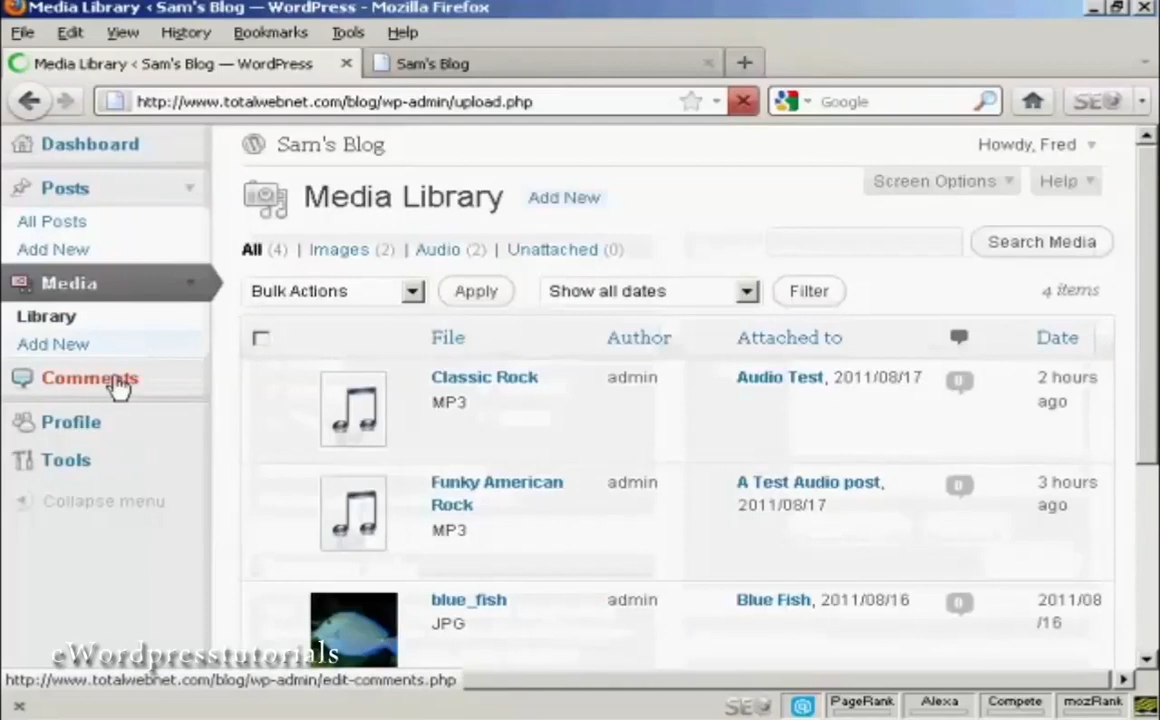 Media Library ‹ Sam's Blog — WordPress - Mozilla Firefox
File Edit View History Bookmarks Tools Help
Media Library ‹ Sam's Blog — WordPress Sam's Blog
http://www.totalwebnet.com/blog/wp-admin/upload.php Google SEO
Dashboard Sam's Blog Howdy, Fred
Posts Media Library Add New Screen Options Help
All Posts
Add New All (4) | Images (2) | Audio (2) | Unattached (0) Search Media
Media Bulk Actions Apply Show all dates Filter 4 items
Library
Add New File Author Attached to Date
Comments Classic Rock admin Audio Test, 2011/08/17 0 2 hours
MP3 ago
Profile
Tools
Funky American admin A Test Audio post, 0 3 hours
Collapse menu Rock 2011/08/17 ago
MP3
blue_fish admin Blue Fish, 2011/08/16 0 2011/08
JPG /16
eWordpresstutorials
http://www.totalwebnet.com/blog/wp-admin/edit-comments.php
SEO PageRank Alexa Compete mozRank